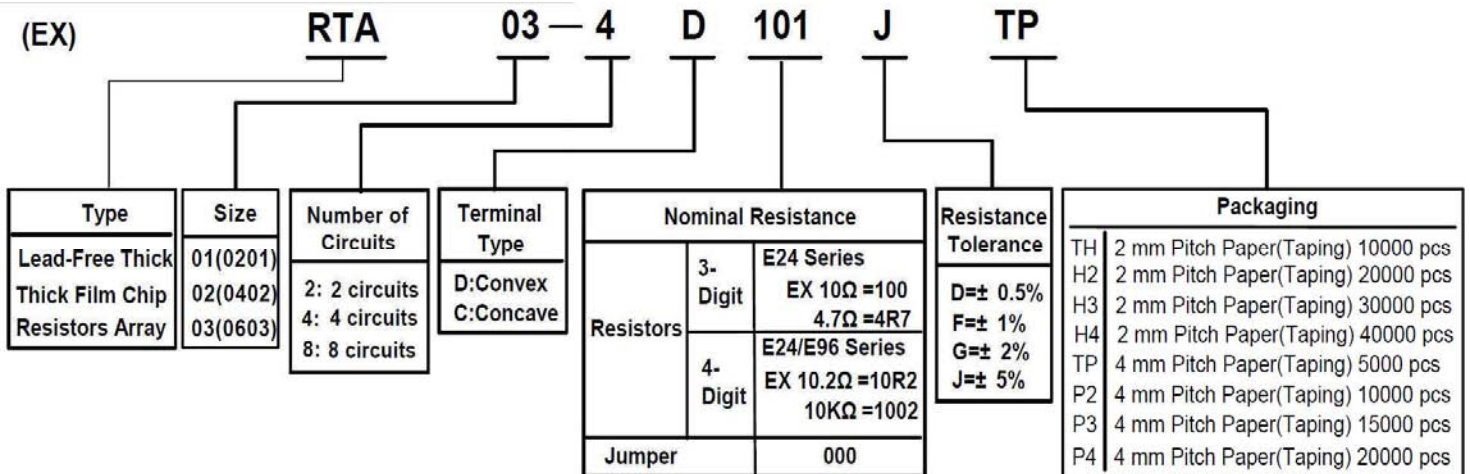 (EX) RTA 03 — 4 D 101 J TP
Type
Lead-Free Thick
Thick Film Chip
Resistors Array
Size
01(0201)
02(0402)
03(0603)
Number of
Circuits
2: 2 circuits
4: 4 circuits
8: 8 circuits
Terminal
Type
D:Convex
C:Concave
Nominal Resistance
Resistors
3-
Digit
E24 Series
EX 10Ω =100
4.7Ω =4R7
4-
Digit
E24/E96 Series
EX 10.2Ω =10R2
10KΩ =1002
Jumper 000
Resistance
Tolerance
D=± 0.5%
F=± 1%
G=± 2%
J=± 5%
Packaging
TH 2 mm Pitch Paper(Taping) 10000 pcs
H2 2 mm Pitch Paper(Taping) 20000 pcs
H3 2 mm Pitch Paper(Taping) 30000 pcs
H4 2 mm Pitch Paper(Taping) 40000 pcs
TP 4 mm Pitch Paper(Taping) 5000 pcs
P2 4 mm Pitch Paper(Taping) 10000 pcs
P3 4 mm Pitch Paper(Taping) 15000 pcs
P4 4 mm Pitch Paper(Taping) 20000 pcs